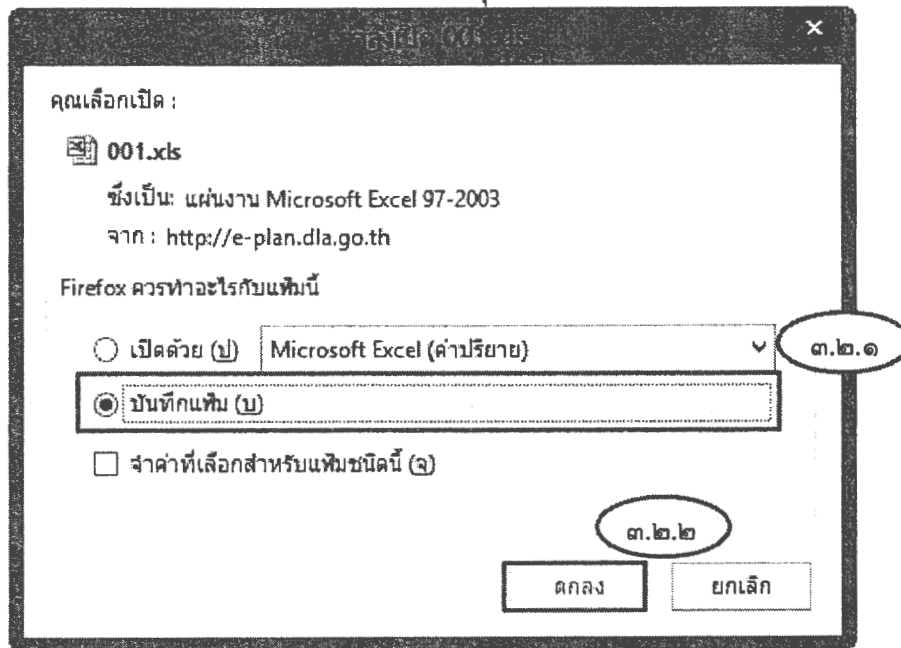 คุณเลือกเปิด :
001.xls
ซึ่งเป็น: แผ่นงาน Microsoft Excel 97-2003
จาก : http://e-plan.dla.go.th
Firefox ควรทำอะไรกับแฟ้มนี้
เปิดด้วย (ป) Microsoft Excel (ค่าปริยาย)
๓.๒.๑
บันทึกแฟ้ม (บ)
จำค่าที่เลือกสำหรับแฟ้มชนิดนี้ (จ)
๓.๒.๒
ตกลง ยกเลิก